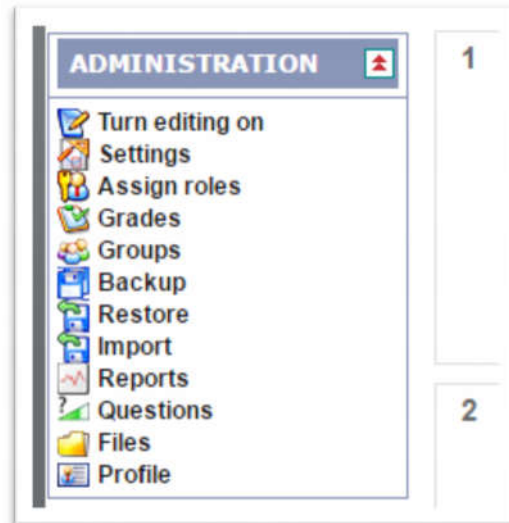 ADMINISTRATION
1
Turn editing on
Settings
Assign roles
Grades
Groups
Backup
Restore
Import
Reports
Questions
Files
Profile
2